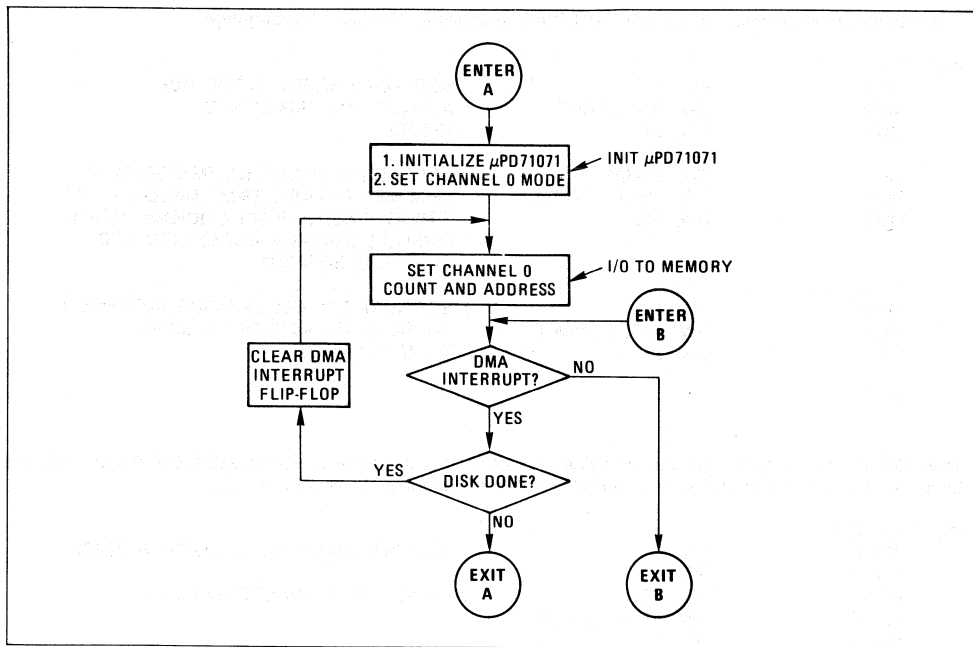 ENTER
A
1. INITIALIZE μPD71071
2. SET CHANNEL 0 MODE
INIT μPD71071
SET CHANNEL 0
COUNT AND ADDRESS
I/O TO MEMORY
ENTER
B
CLEAR DMA
INTERRUPT
FLIP-FLOP
DMA
INTERRUPT?
NO
YES
YES
DISK DONE?
NO
EXIT
A
EXIT
B